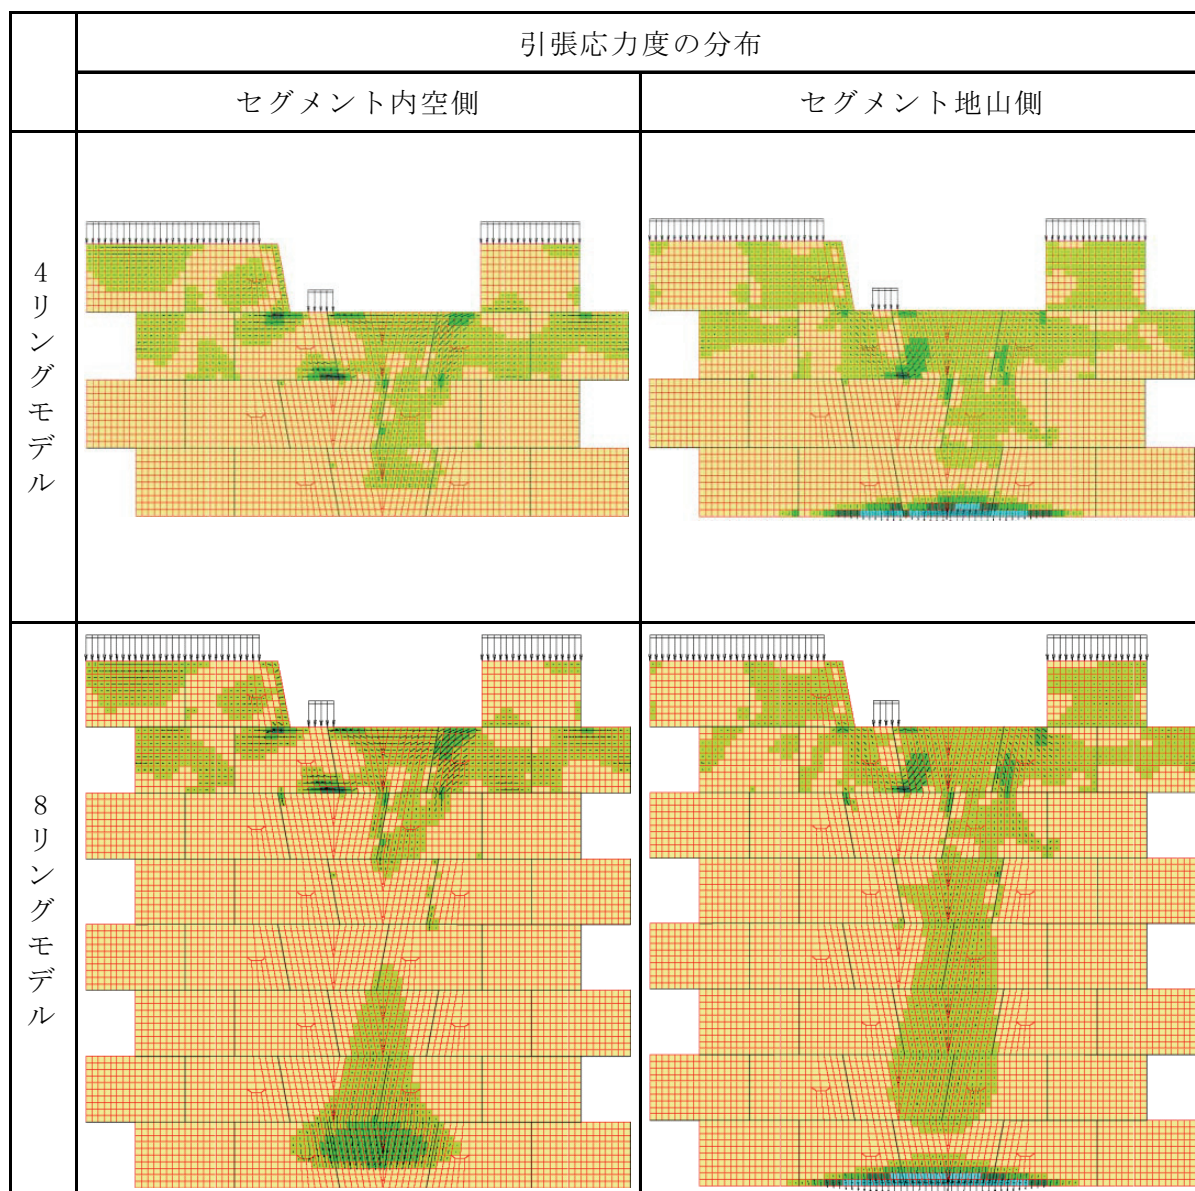 引張応力度の分布
セグメント内空側
セグメント地山側
4リングモデル
8リングモデル